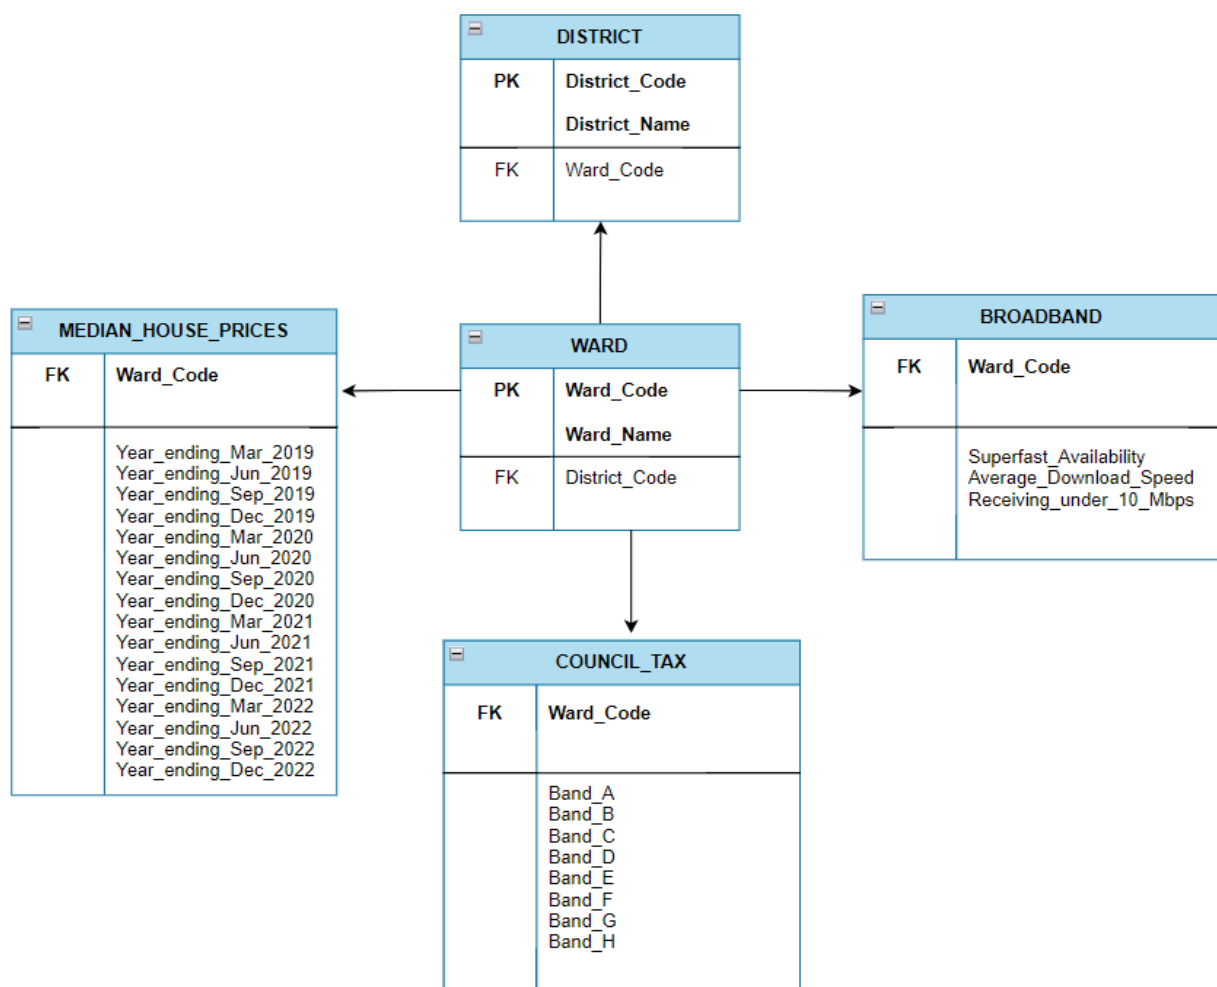 DISTRICT
PK District_Code
District_Name
FK Ward_Code
MEDIAN_HOUSE_PRICES
FK Ward_Code
Year_ending_Mar_2019
Year_ending_Jun_2019
Year_ending_Sep_2019
Year_ending_Dec_2019
Year_ending_Mar_2020
Year_ending_Jun_2020
Year_ending_Sep_2020
Year_ending_Dec_2020
Year_ending_Mar_2021
Year_ending_Jun_2021
Year_ending_Sep_2021
Year_ending_Dec_2021
Year_ending_Mar_2022
Year_ending_Jun_2022
Year_ending_Sep_2022
Year_ending_Dec_2022
WARD
PK Ward_Code
Ward_Name
FK District_Code
BROADBAND
FK Ward_Code
Superfast_Availability
Average_Download_Speed
Receiving_under_10_Mbps
COUNCIL_TAX
FK Ward_Code
Band_A
Band_B
Band_C
Band_D
Band_E
Band_F
Band_G
Band_H